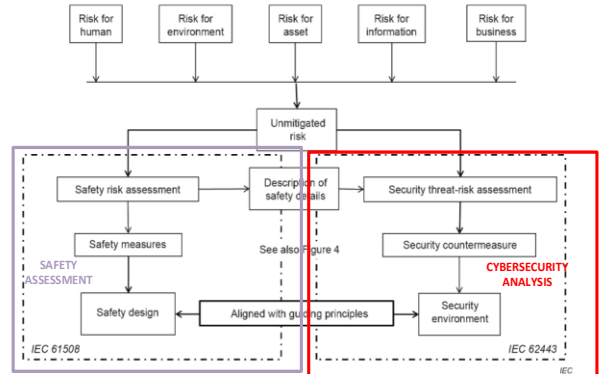 Risk for
human
Risk for
environment
Risk for
asset
Risk for
information
Risk for
business
Unmitigated
risk
Safety risk assessment
Description of
safety details
Security threat-risk assessment
Safety measures
See also Figure 4
Security countermeasure
SAFETY
ASSESSMENT
CYBERSECURITY
ANALYSIS
Safety design
Aligned with guiding principles
Security
environment
IEC 61508
IEC 62443
IEC